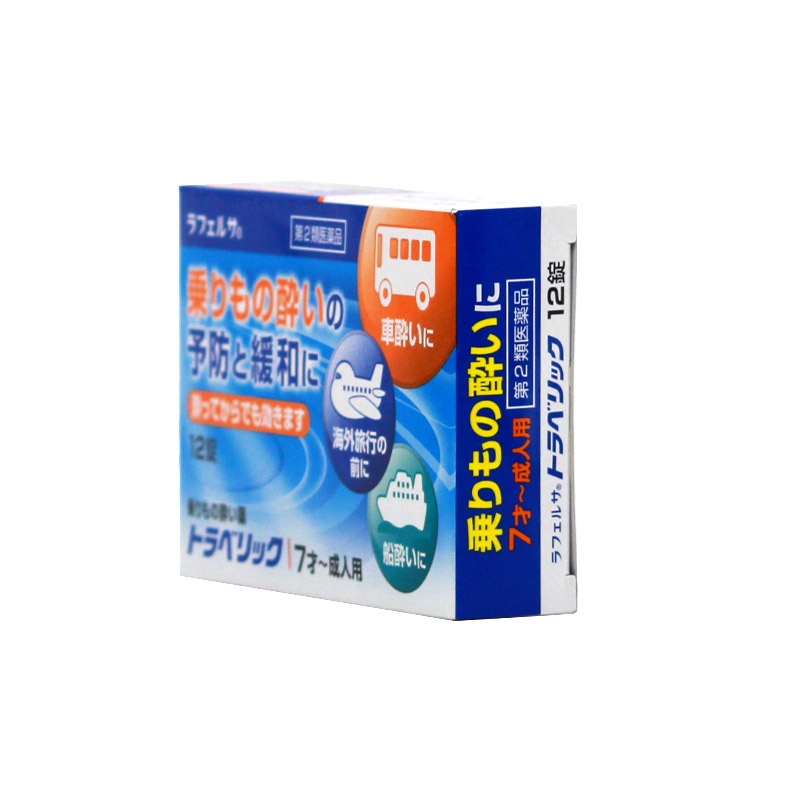 ラフェルサ®
第2類医薬品
乗りもの酔いの
予防と緩和に
酔ってからでも効きます
12錠
乗りもの酔い薬
トラベリック
7才〜成人用
車酔いに
海外旅行の
前に
船酔いに
乗りもの酔いに
7才〜成人用
第2類医薬品
ラフェルサ®トラベリック 12錠